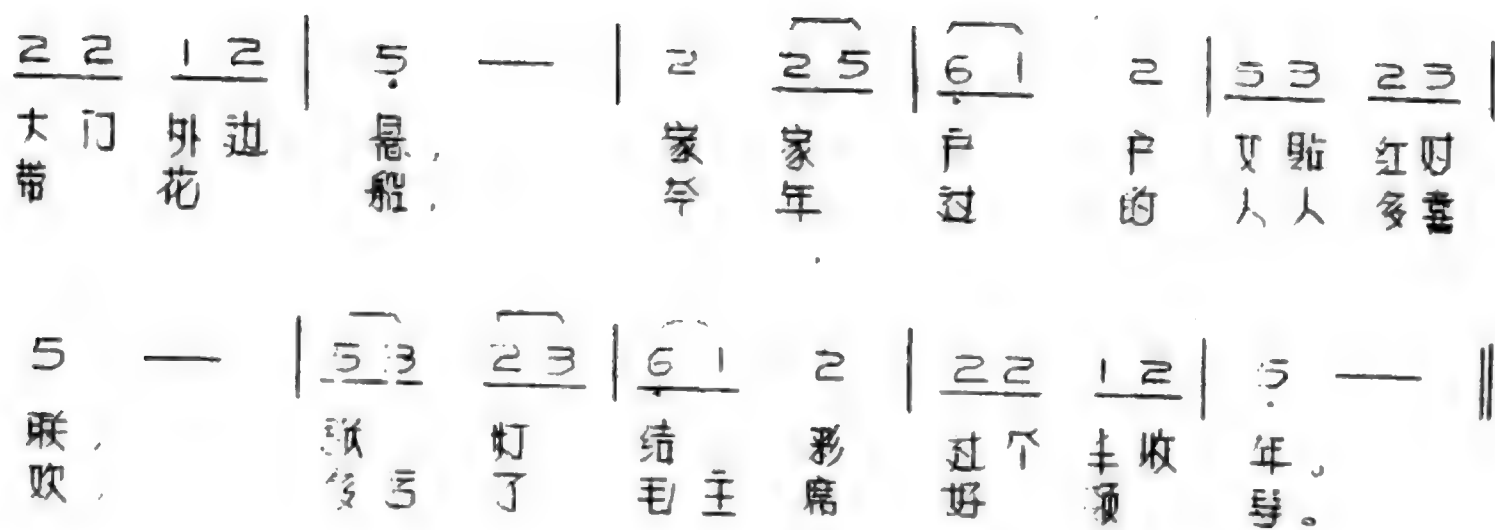 2 2 1 2 | 5 — | 2 2 5 | 6 1 2 | 5 3 2 3 |
大 门 外 边 悬, 家 家 户 户 又 贴 红 对
带 花 船, 今 年 过 的 人 人 多 喜
5 — | 5 3 2 3 | 6 1 2 | 2 2 1 2 | 5 — ‖
联, 灯 结 彩 过 个 丰 收 年。
欢, 多 亏 了 毛 主 席 好 领 导。